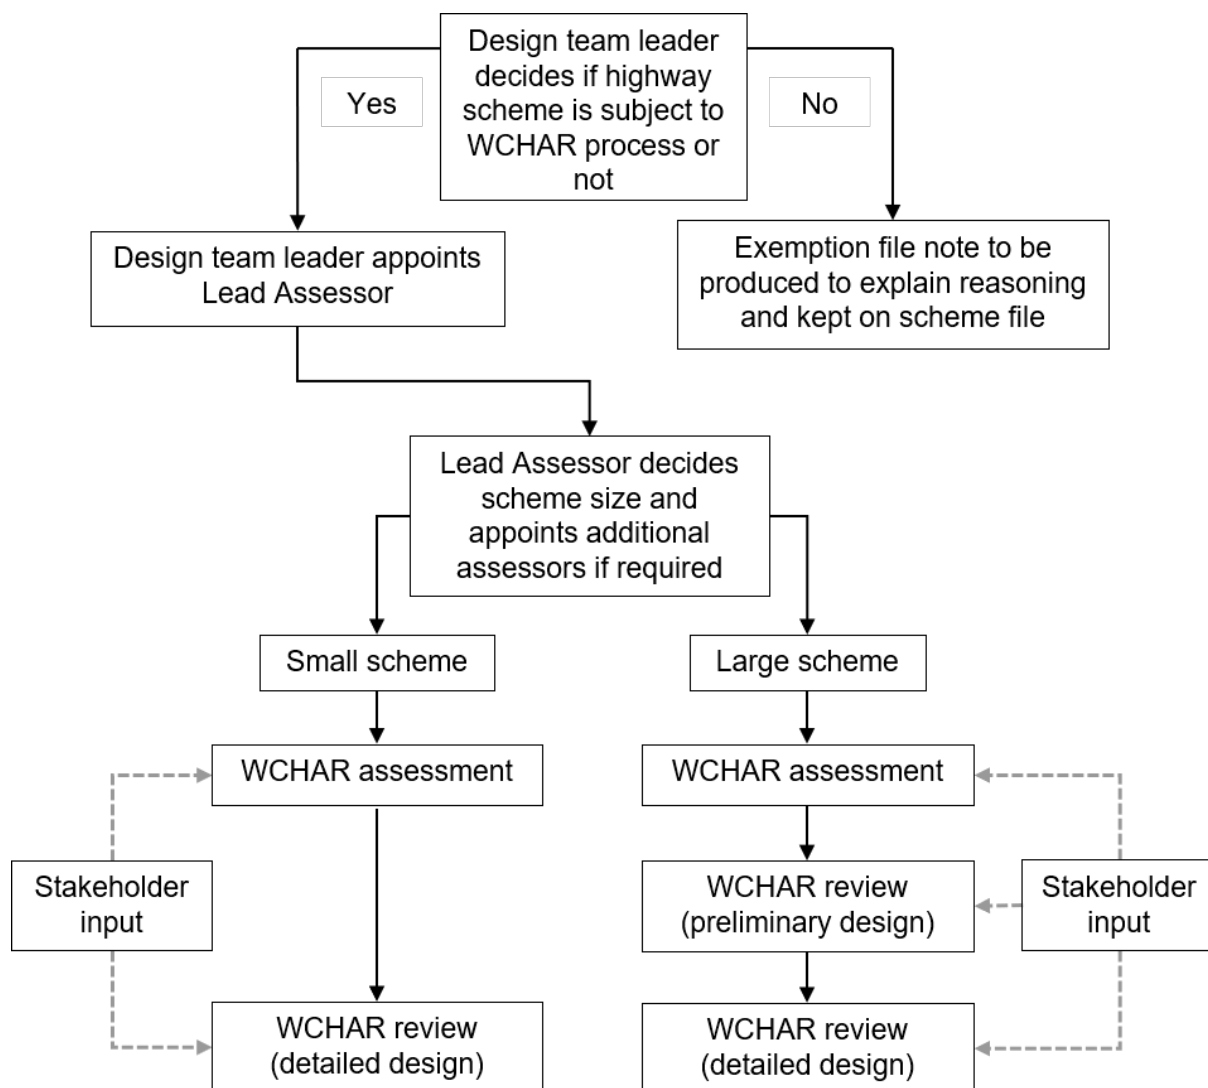 Design team leader
decides if highway
scheme is subject to
WCHAR process or
not
Yes
No
Design team leader appoints
Lead Assessor
Exemption file note to be
produced to explain reasoning
and kept on scheme file
Lead Assessor decides
scheme size and
appoints additional
assessors if required
Small scheme
Large scheme
WCHAR assessment
WCHAR assessment
Stakeholder
input
WCHAR review
(preliminary design)
Stakeholder
input
WCHAR review
(detailed design)
WCHAR review
(detailed design)